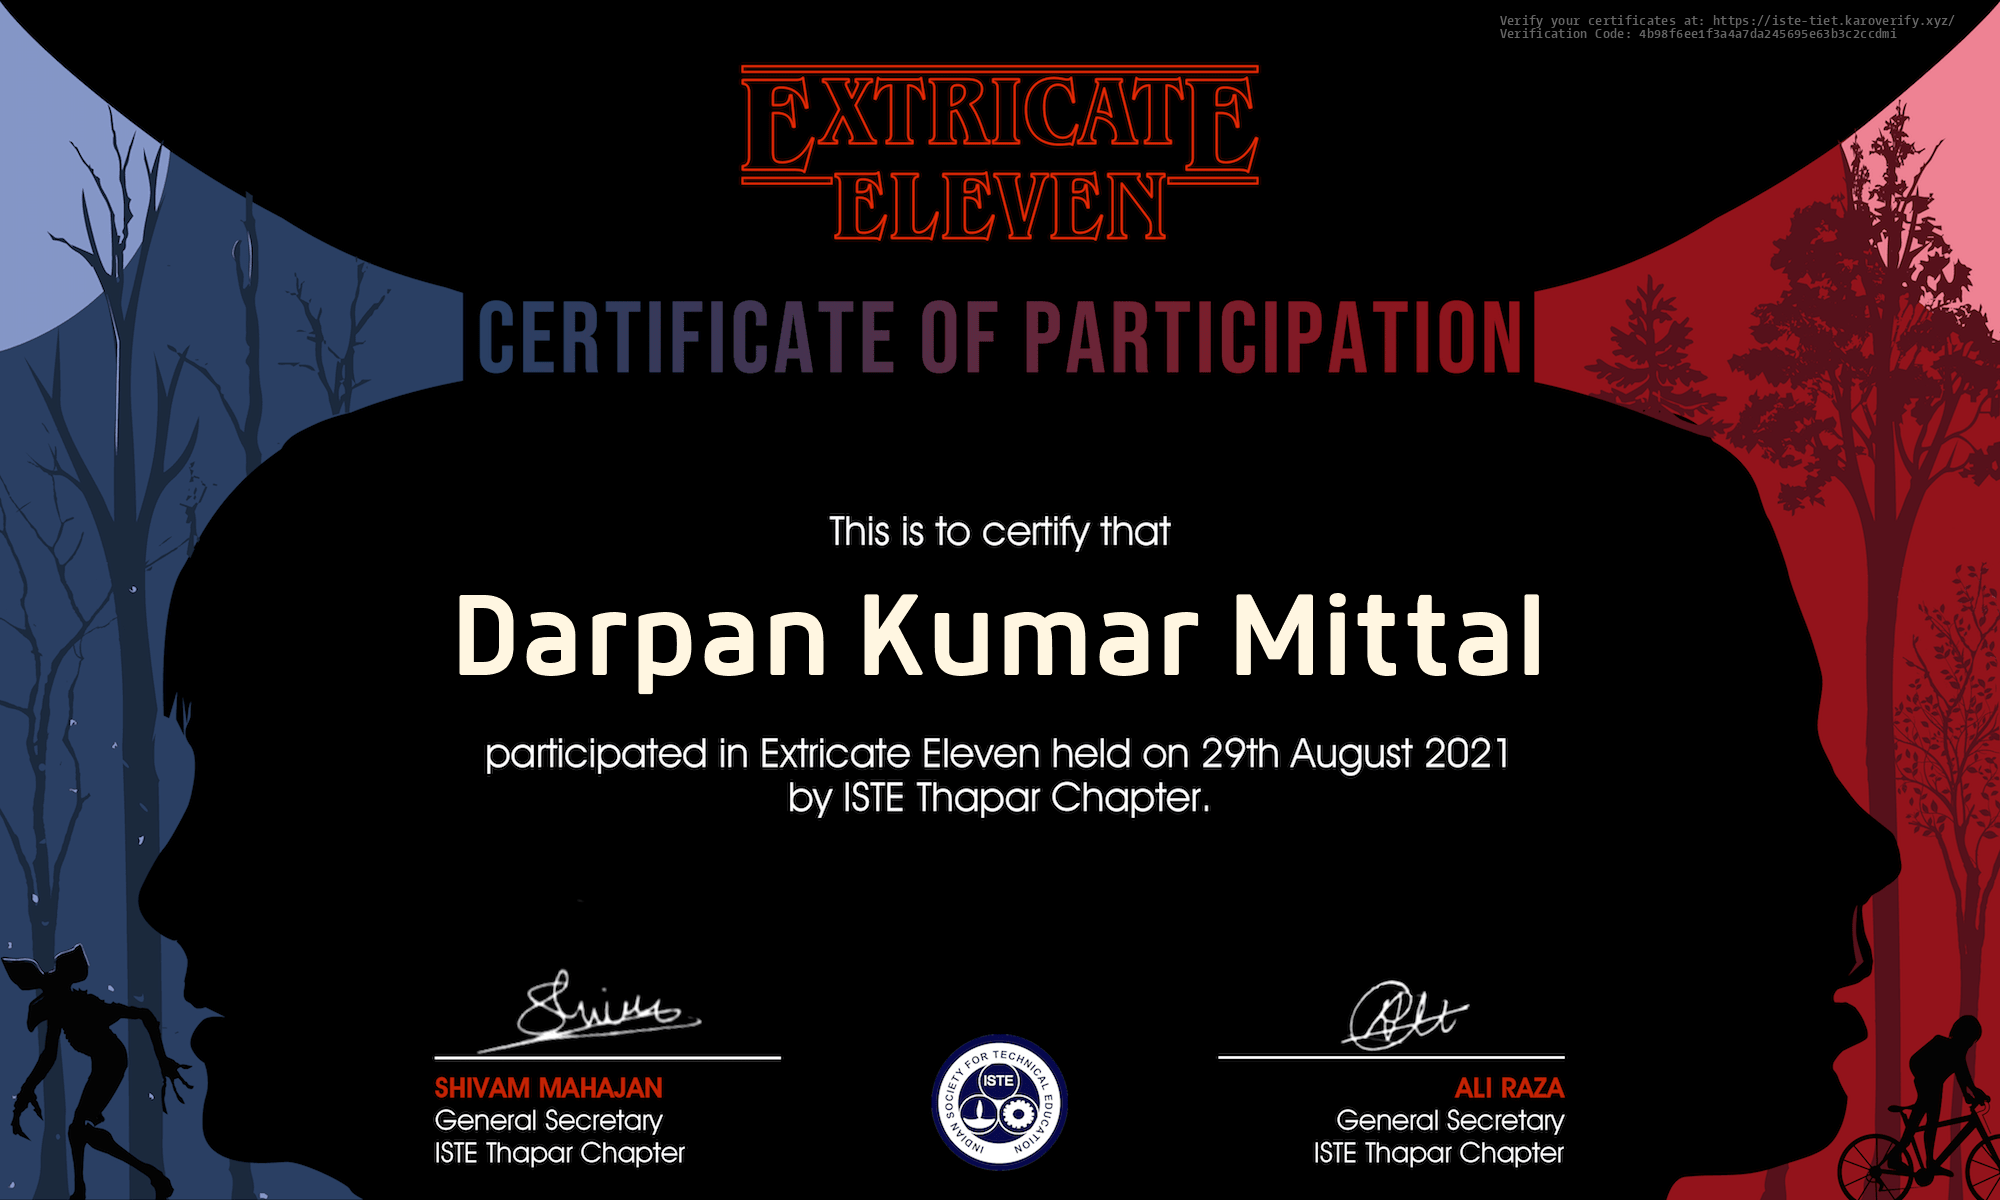 Verify your certificates at: https://iste-tiet.karoverify.xyz/
Verification Code: 4b98f6ee1f3a4a7da245695e63b3c2ccdmi
EXTRICATE
ELEVEN
CERTIFICATE OF PARTICIPATION
This is to certify that
Darpan Kumar Mittal
participated in Extricate Eleven held on 29th August 2021
by ISTE Thapar Chapter.
SHIVAM MAHAJAN
General Secretary
ISTE Thapar Chapter
INDIAN SOCIETY FOR TECHNICAL EDUCATION
ISTE
ALI RAZA
General Secretary
ISTE Thapar Chapter